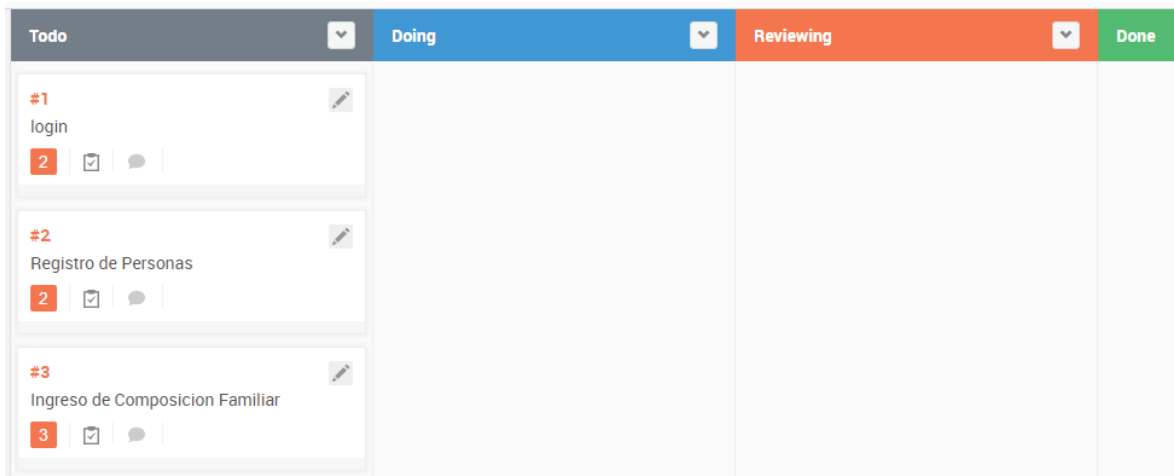 Todo
Doing
Reviewing
Done
#1
login
2
#2
Registro de Personas
2
#3
Ingreso de Composicion Familiar
3